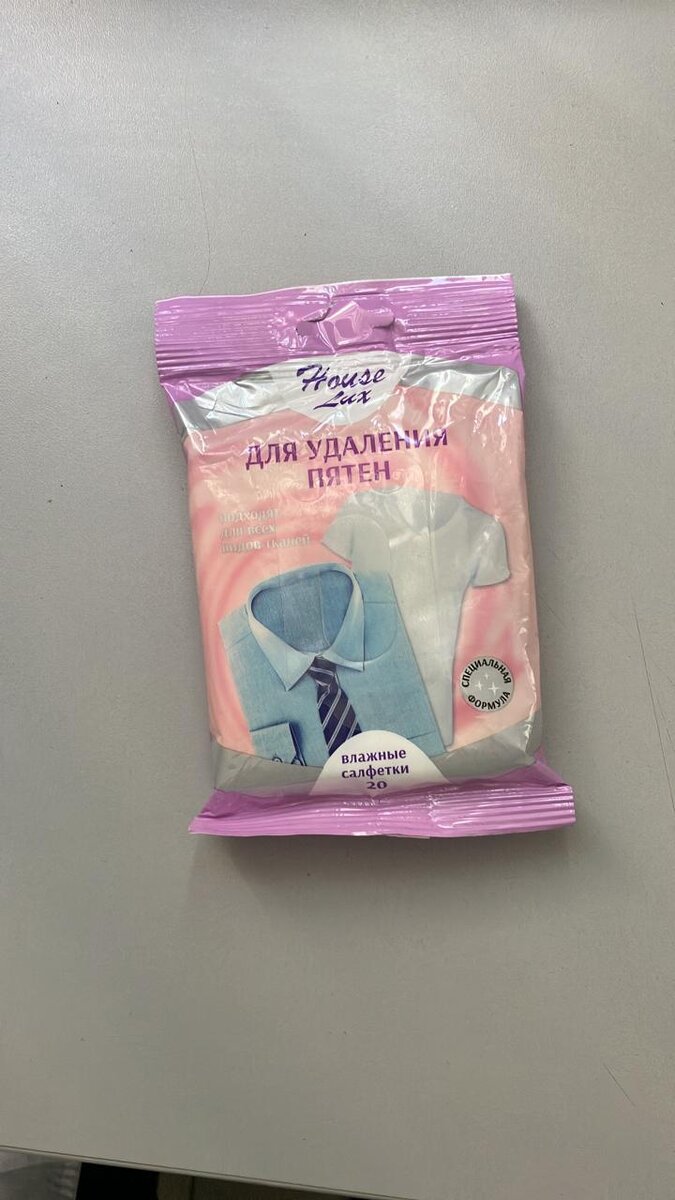 House
Lux
ДЛЯ УДАЛЕНИЯ
ПЯТЕН
подходят
для всех
видов тканей
СПЕЦИАЛЬНАЯ
ФОРМУЛА
влажные
салфетки
20